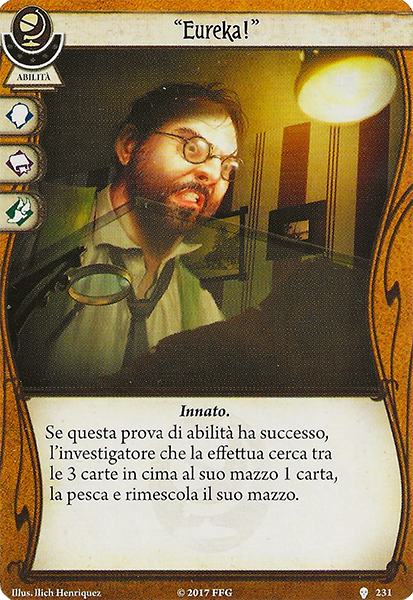 “Eureka!”
ABILITÀ
Innato.
Se questa prova di abilità ha successo,
l’investigatore che la effettua cerca tra
le 3 carte in cima al suo mazzo 1 carta,
la pesca e rimescola il suo mazzo.
Illus. Ilich Henriquez
© 2017 FFG
231